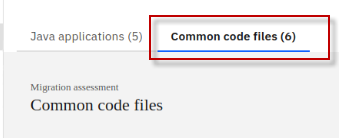 Java applications (5)
Common code files (6)
Migration assessment
Common code files